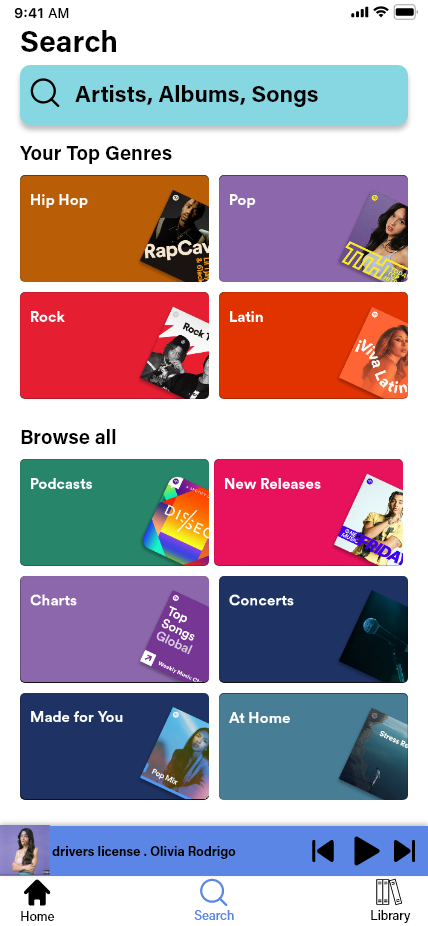 9:41 AM
Search
Artists, Albums, Songs
Your Top Genres
Hip Hop
Pop
RapCav
Rock
Latin
Rock T
¡Viva Latin
Browse all
Podcasts
New Releases
DISSEC
FRIDAY
Charts
Concerts
Top
Songs
Global
Weekly Music Ch
Made for You
At Home
Pop Mix
Stress Re
drivers license . Olivia Rodrigo
Home
Search
Library